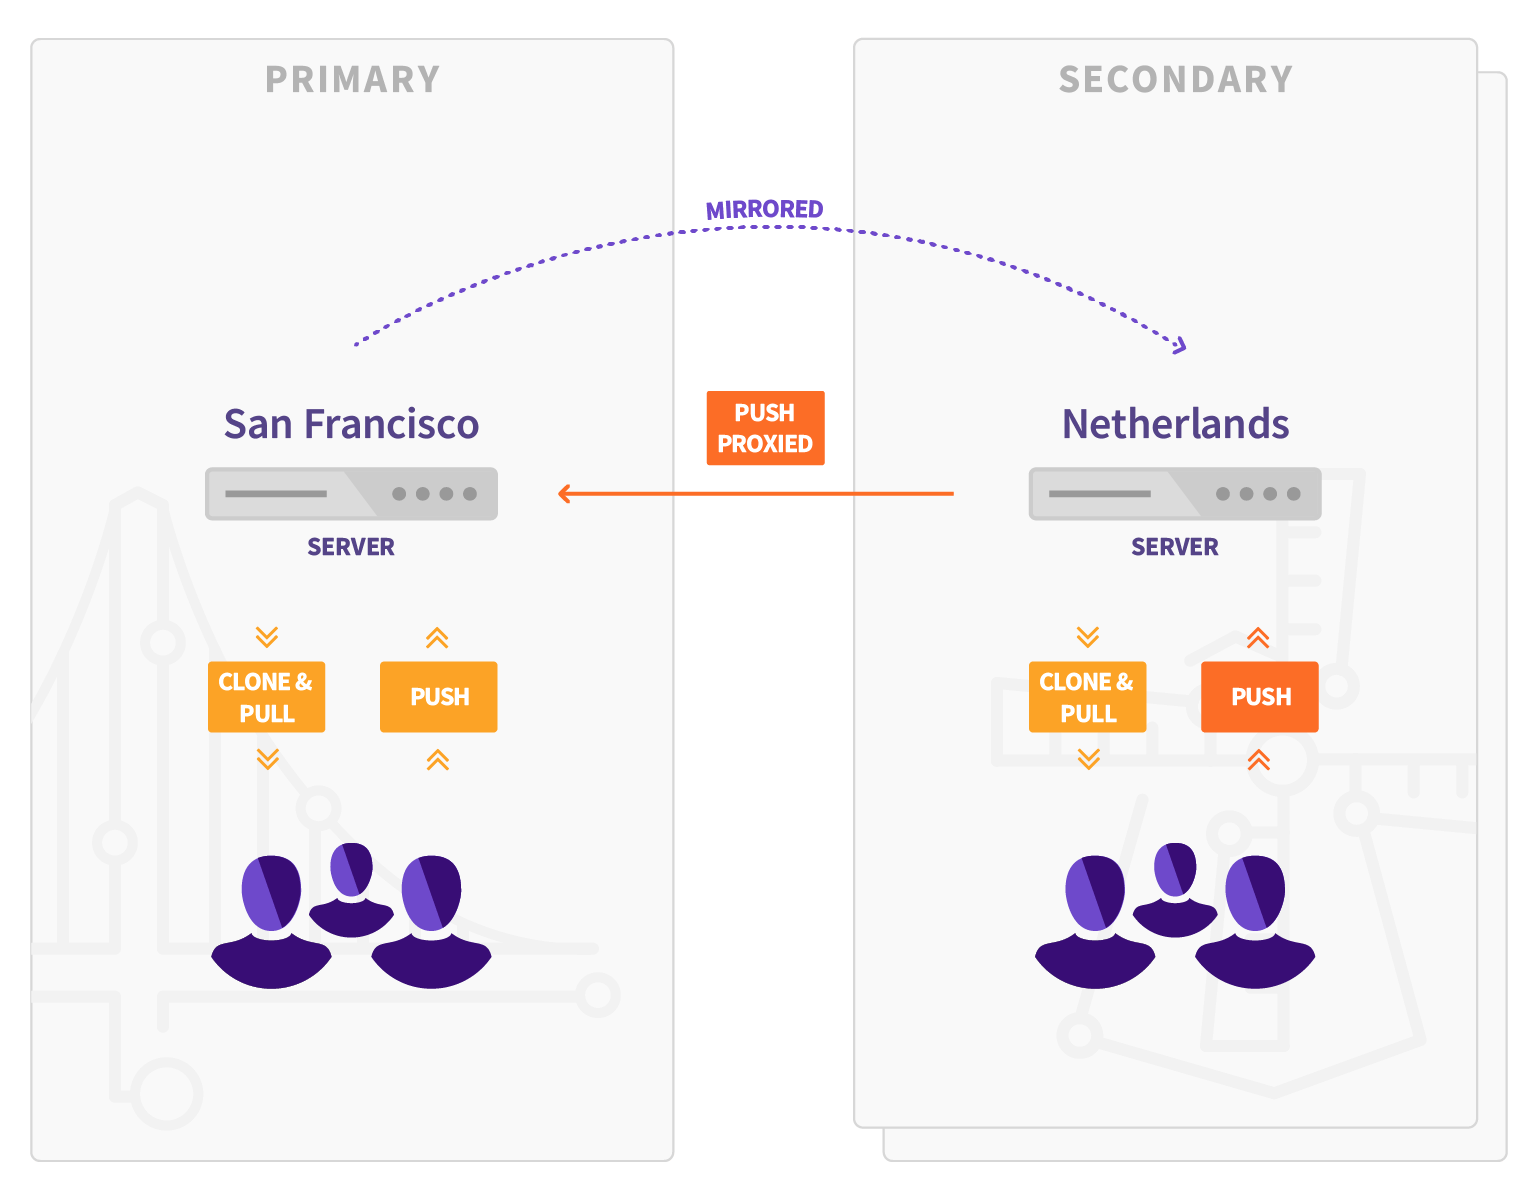 PRIMARY
SECONDARY
MIRRORED
San Francisco
PUSH
PROXIED
Netherlands
SERVER
SERVER
CLONE &
PULL
PUSH
CLONE &
PULL
PUSH